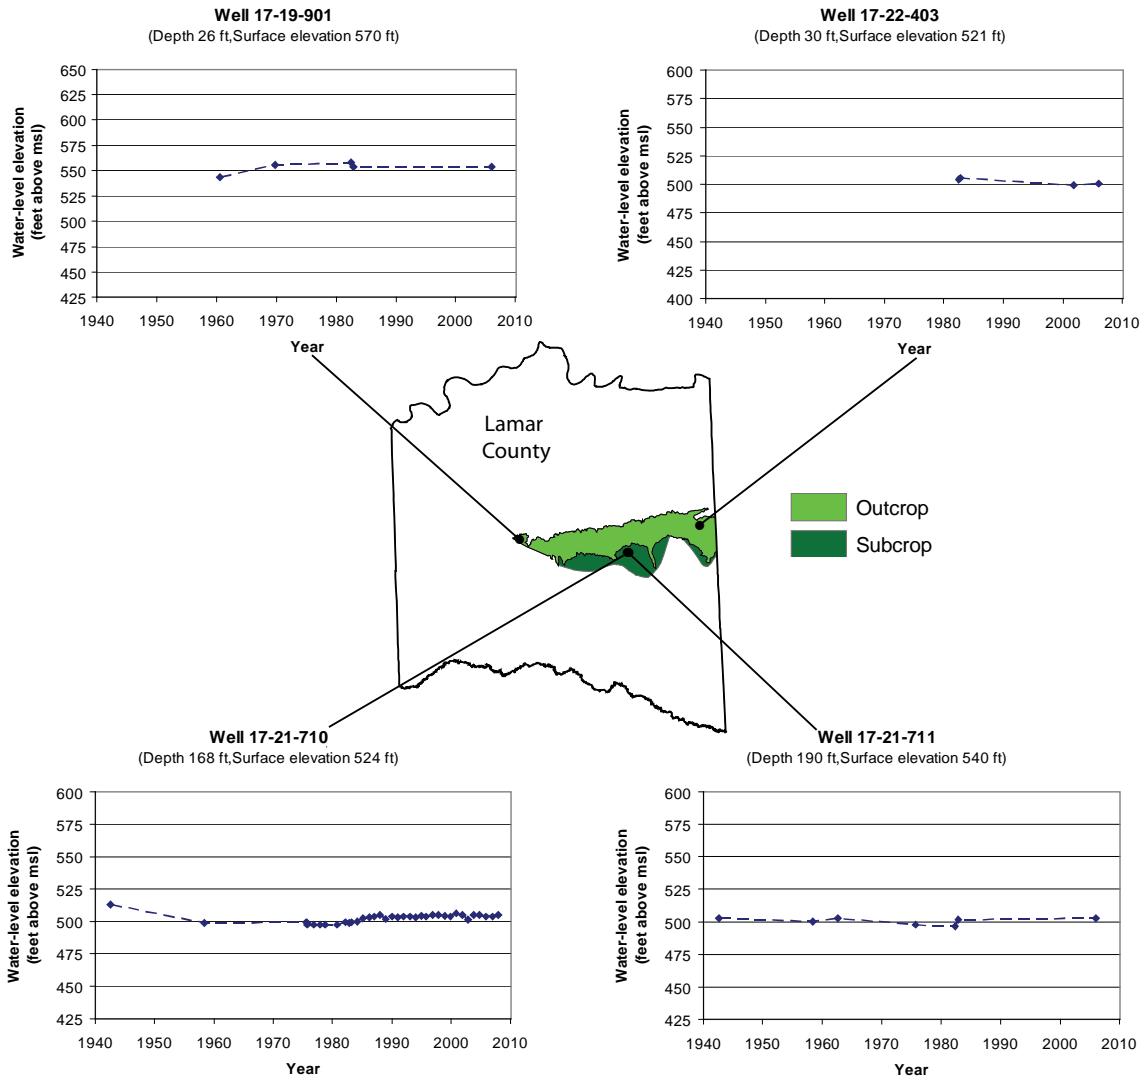 Well 17-19-901
(Depth 26 ft,Surface elevation 570 ft)
Water-level elevation
(feet above msl)
650
625
600
575
550
525
500
475
450
425
1940 1950 1960 1970 1980 1990 2000 2010
Year
Well 17-22-403
(Depth 30 ft,Surface elevation 521 ft)
Water-level elevation
(feet above msl)
600
575
550
525
500
475
450
425
400
1940 1950 1960 1970 1980 1990 2000 2010
Year
Lamar
County
Outcrop
Subcrop
Well 17-21-710
(Depth 168 ft,Surface elevation 524 ft)
Water-level elevation
(feet above msl)
600
575
550
525
500
475
450
425
1940 1950 1960 1970 1980 1990 2000 2010
Year
Well 17-21-711
(Depth 190 ft,Surface elevation 540 ft)
Water-level elevation
(feet above msl)
600
575
550
525
500
475
450
425
1940 1950 1960 1970 1980 1990 2000 2010
Year